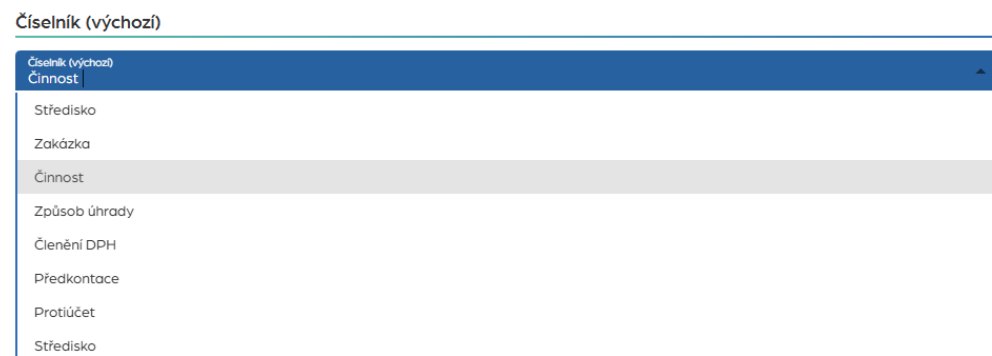 Číselník (výchozí)
Číselník (výchozí)
Činnost
Středisko
Zakázka
Činnost
Způsob úhrady
Členění DPH
Předkontace
Protiúčet
Středisko